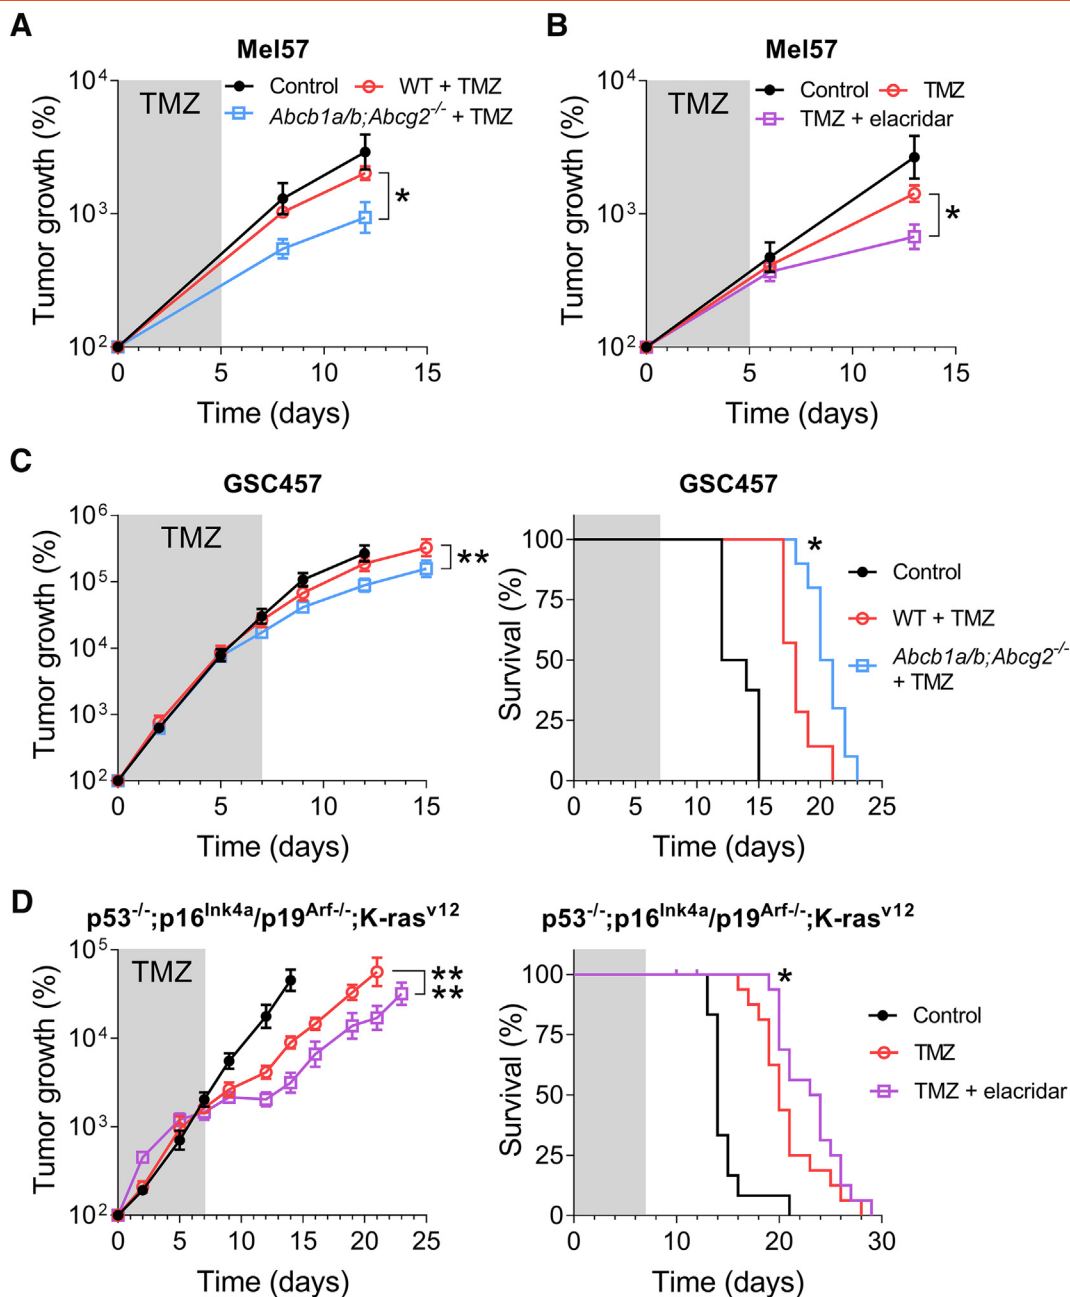 A
Mel57
Tumor growth (%)
10⁴
10³
10²
TMZ
Control
WT + TMZ
Abcb1a/b;Abcg2⁻/⁻ + TMZ
*
0 5 10 15
Time (days)
B
Mel57
Tumor growth (%)
10⁴
10³
10²
TMZ
Control
TMZ
TMZ + elacridar
*
0 5 10 15
Time (days)
C
GSC457
Tumor growth (%)
10⁶
10⁵
10⁴
10³
10²
TMZ
**
0 5 10 15
Time (days)
GSC457
Survival (%)
100
75
50
25
0
*
0 5 10 15 20 25
Time (days)
Control
WT + TMZ
Abcb1a/b;Abcg2⁻/⁻
+ TMZ
D
p53⁻/⁻;p16Ink4a/p19Arf-/-;K-rasv12
Tumor growth (%)
10⁵
10⁴
10³
10²
TMZ
**
**
0 5 10 15 20 25
Time (days)
p53⁻/⁻;p16Ink4a/p19Arf-/-;K-rasv12
Survival (%)
100
75
50
25
0
*
0 10 20 30
Time (days)
Control
TMZ
TMZ + elacridar